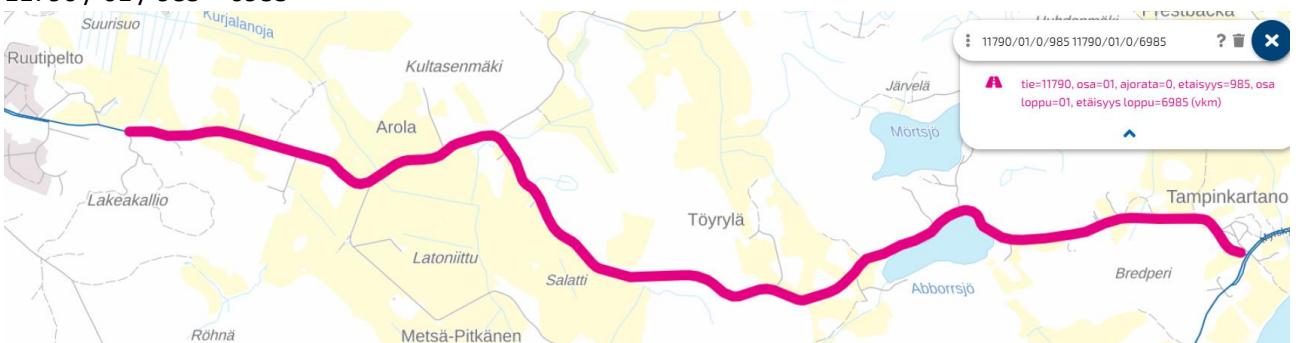 Suurisuo
Kurjalanoja
Ruutipelto
Kultasenmäki
Arola
Lakeakallio
Latoniittu
Salatti
Töyrylä
Röhnä
Metsä-Pitkänen
Järvelä
Mörtsjö
Abborrsjö
Tampinkartano
Bredperi
11790/01/0/985 11790/01/0/6985
?
tie=11790, osa=01, ajorata=0, etaisyys=985, osa
loppu=01, etäisyys loppu=6985 (vkm)